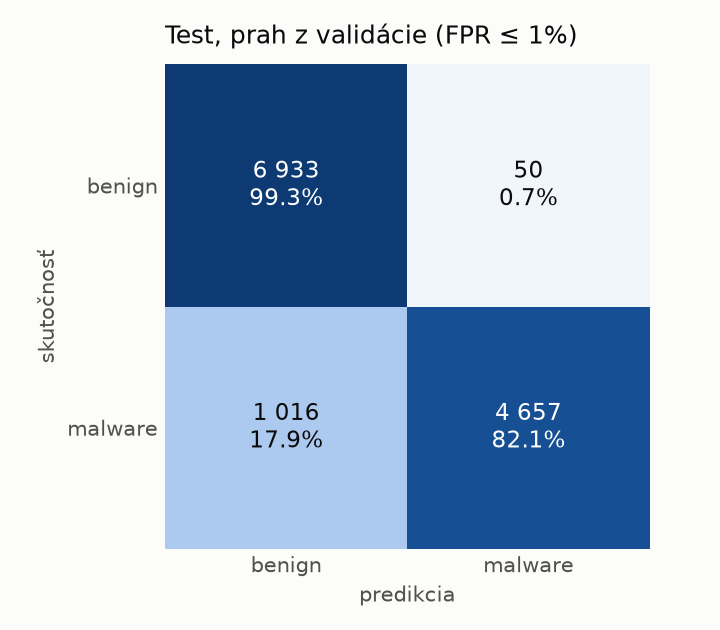 Test, prah z validácie (FPR ≤ 1%)
benign
6 933
99.3%
50
0.7%
skutočnosť
malware
1 016
17.9%
4 657
82.1%
benign
malware
predikcia